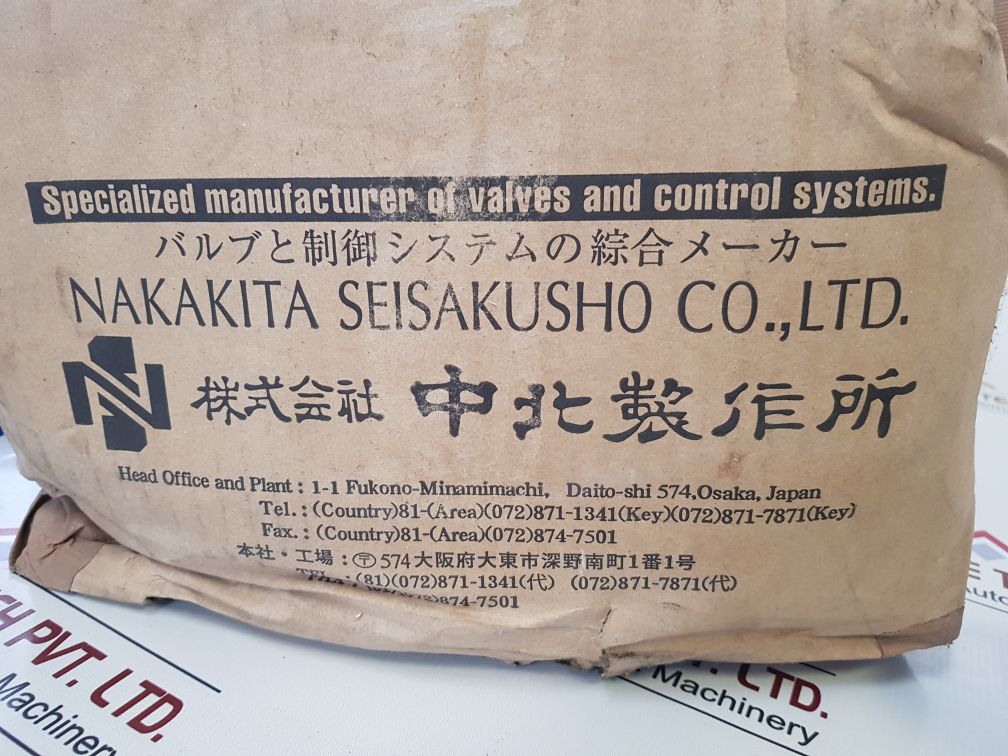 Specialized manufacturer of valves and control systems.
バルブと制御システムの綜合メーカー
NAKAKITA SEISAKUSHO CO.,LTD.
N 株式会社 中北製作所
Head Office and Plant : 1-1 Fukono-Minamimachi, Daito-shi 574,Osaka, Japan
Tel. : (Country)81-(Area)(072)871-1341(Key)(072)871-7871(Key)
Fax. : (Country)81-(Area)(072)874-7501
本社・工場 : 〒574大阪府大東市深野南町1番1号
TEL : (81)(072)871-1341(代) (072)871-7871(代)
874-7501
CH PVT. LTD.
Machinery
LTD.
Machinery